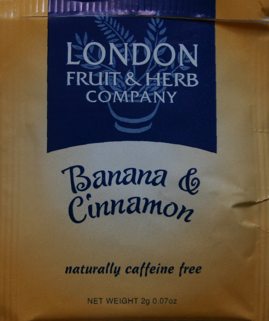 LONDON
FRUIT & HERB
COMPANY
Banana &
Cinnamon
naturally caffeine free
NET WEIGHT 2g 0.07oz